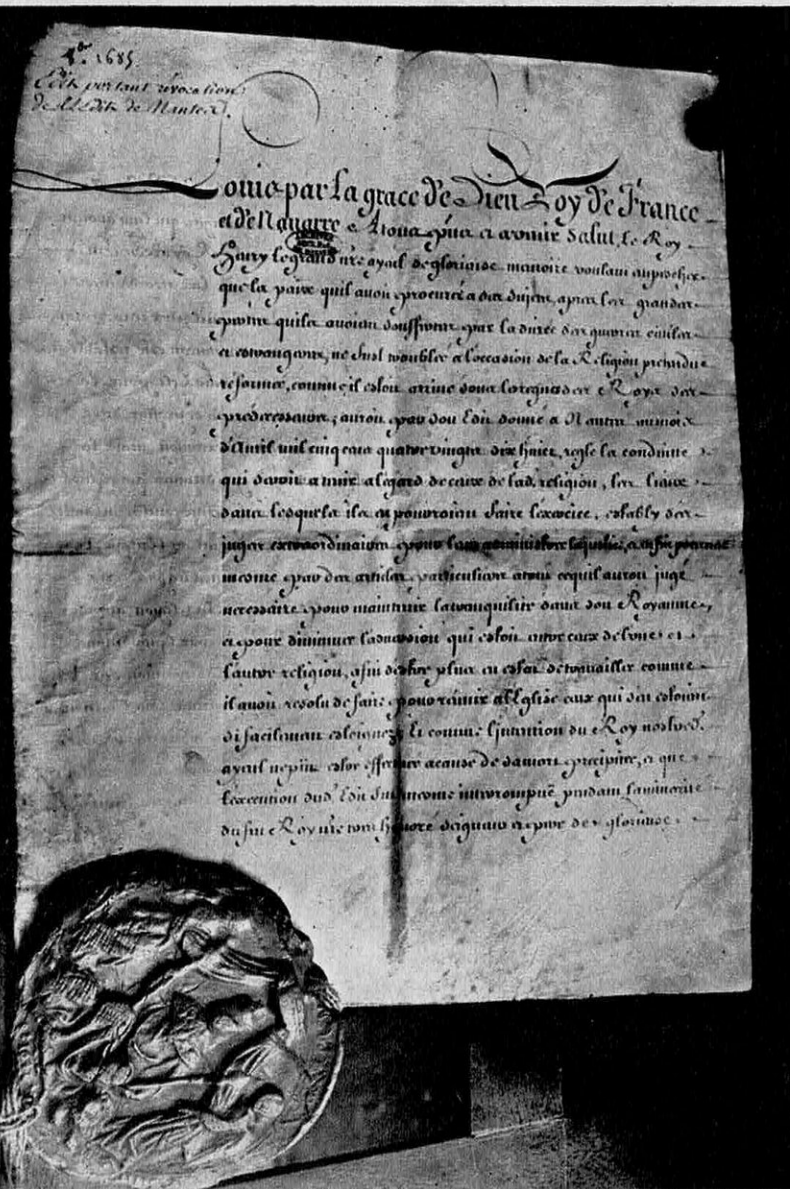 8bre 1685
Edit portant revocation
de l'Edit de Nantes.
Louis par la grace de Dieu Roy de France
et de Navarre A tous p̃ns et avenir Salut, Le Roy
Henry le grand nr̃e ayeul de glorieuse memoire voulant empescher
que la paix quil avoit procurée a ses Sujets, apres les grandes
pertes quils avoient Souffertes par la durée des guerres civiles
et estrangeres, ne fust troublée a l'occasion de la Religion pretendue
reformée, comme il estoit arrivé sous les regnes des Roys ses
predecesseurs, auroit par son Edit donné a Nantes au mois
d'Avril mil cinq cens quatre vingts dix huict, reglé la conduitte
qui devoit a l'egard de ceux de lad. religion, les lieux
dans lesquels ils en pouroient faire l'exercice, estably des
juges extraordinaires pour leur administrer la justice, et enfin pourveu
mesme par des articles particuliers a tout ce quil auroit jugé
necessaire pour maintenir la tranquilité dans son Royaume,
et pour diminuer l'aversion qui estoit entre ceux de l'une et
l'autre religion, afin d'estre plus en estat de travailler comme
il avoit resolu de faire pour reunir a l'Eglise ceux qui s'en estoient
si facilement esloignez Et comme l'intention du Roy nostred.
ayeul ne put estre effectuée a cause de sa mort precipitée, et que
l'execution dud. Edit fut mesme interrompuë pendant la minorité
du feu Roy nr̃e tres honoré seigneur et pere de glorieuse